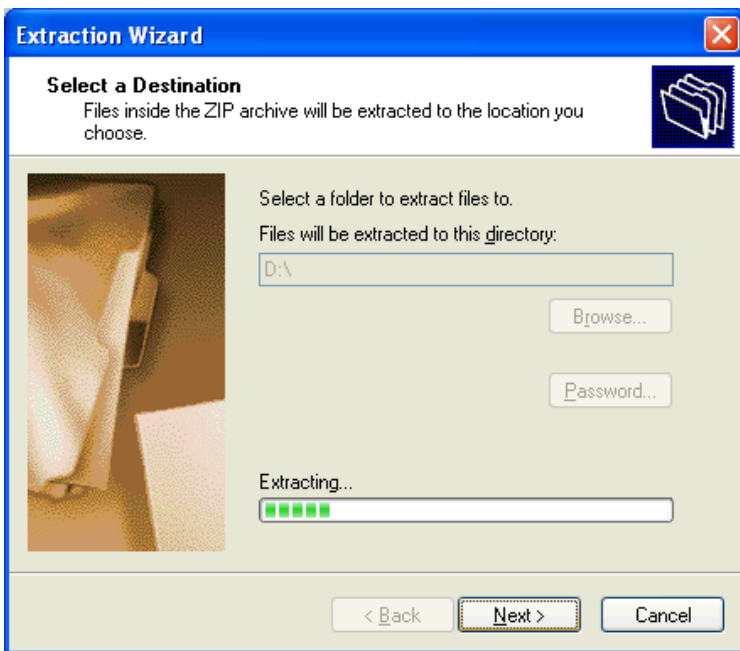 Extraction Wizard
Select a Destination
Files inside the ZIP archive will be extracted to the location you
choose.
Select a folder to extract files to.
Files will be extracted to this directory:
D:\
Browse...
Password...
Extracting...
< Back
Next >
Cancel